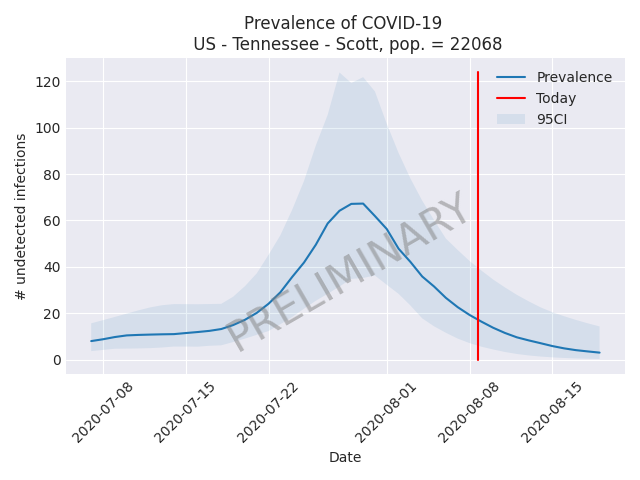 Prevalence of COVID-19
US - Tennessee - Scott, pop. = 22068
# undetected infections
120
100
80
60
40
20
0
Prevalence
Today
95CI
PRELIMINARY
2020-07-08
2020-07-15
2020-07-22
2020-08-01
2020-08-08
2020-08-15
Date